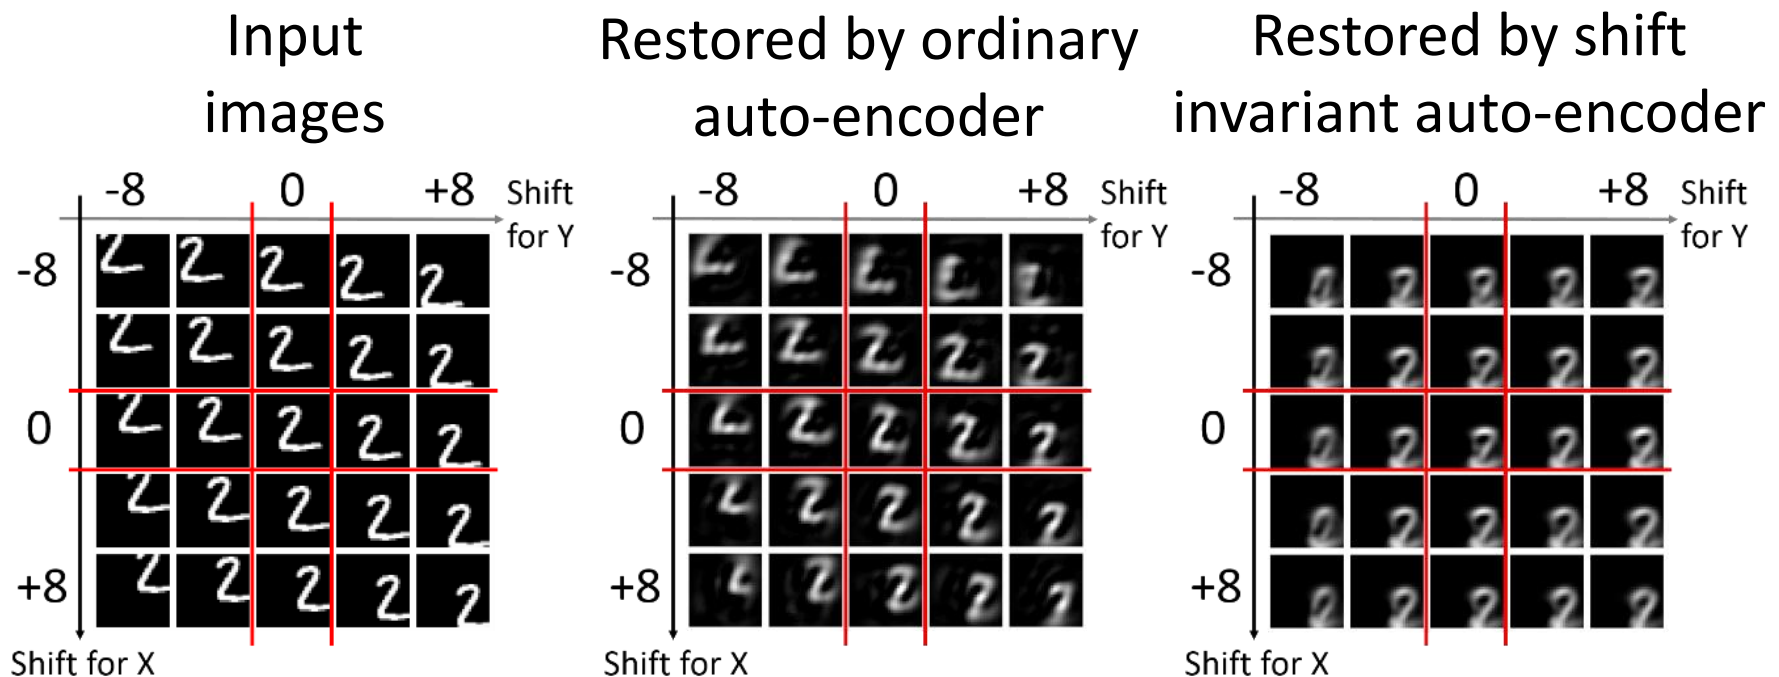 Input
images
-8 0 +8 Shift
for Y
-8
0
+8
Shift for X
Restored by ordinary
auto-encoder
-8 0 +8 Shift
for Y
-8
0
+8
Shift for X
Restored by shift
invariant auto-encoder
-8 0 +8 Shift
for Y
-8
0
+8
Shift for X